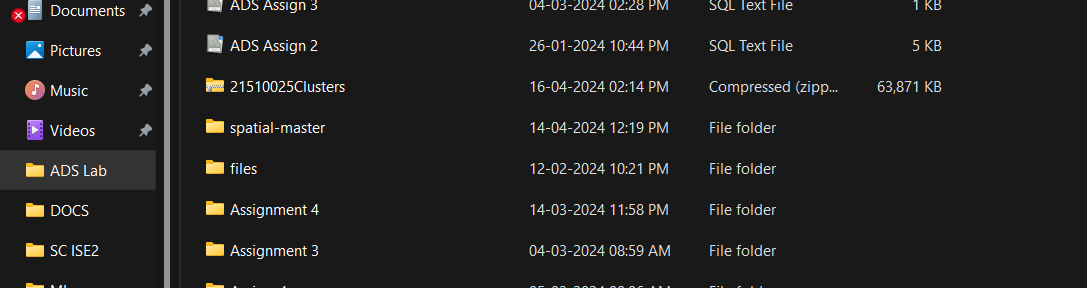 Documents
Pictures
Music
Videos
ADS Lab
DOCS
SC ISE2
ADS Assign 3 04-03-2024 02:28 PM SQL Text File 1 KB
ADS Assign 2 26-01-2024 10:44 PM SQL Text File 5 KB
21510025Clusters 16-04-2024 02:14 PM Compressed (zipp... 63,871 KB
spatial-master 14-04-2024 12:19 PM File folder
files 12-02-2024 10:21 PM File folder
Assignment 4 14-03-2024 11:58 PM File folder
Assignment 3 04-03-2024 08:59 AM File folder